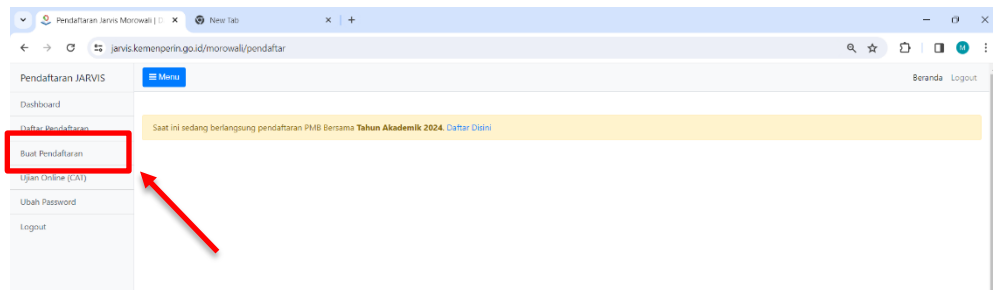 Pendaftaran Jarvis Morowali | D
New Tab
jarvis.kemenperin.go.id/morowali/pendaftar
M
Pendaftaran JARVIS
Menu
Beranda Logout
Dashboard
Daftar Pendaftaran
Saat ini sedang berlangsung pendaftaran PMB Bersama Tahun Akademik 2024. Daftar Disini
Buat Pendaftaran
Ujian Online (CAT)
Ubah Password
Logout